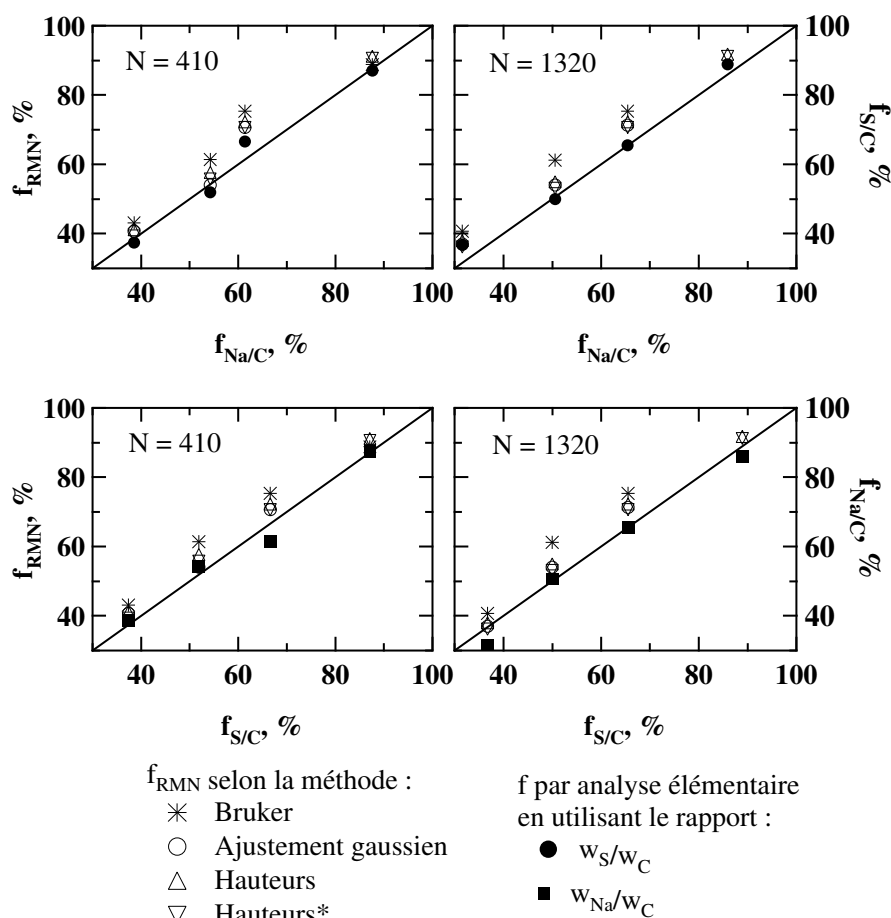 100
80
60
40
f_RMN, %
N = 410
N = 1320
100
80
60
40
f_S/C, %
40 60 80 100
40 60 80 100
f_Na/C, %
f_Na/C, %
100
80
60
40
f_RMN, %
N = 410
N = 1320
100
80
60
40
f_Na/C, %
40 60 80 100
40 60 80 100
f_S/C, %
f_S/C, %
f_RMN selon la méthode :
Bruker
Ajustement gaussien
Hauteurs
Hauteurs*
f par analyse élémentaire
en utilisant le rapport :
w_S/w_C
w_Na/w_C